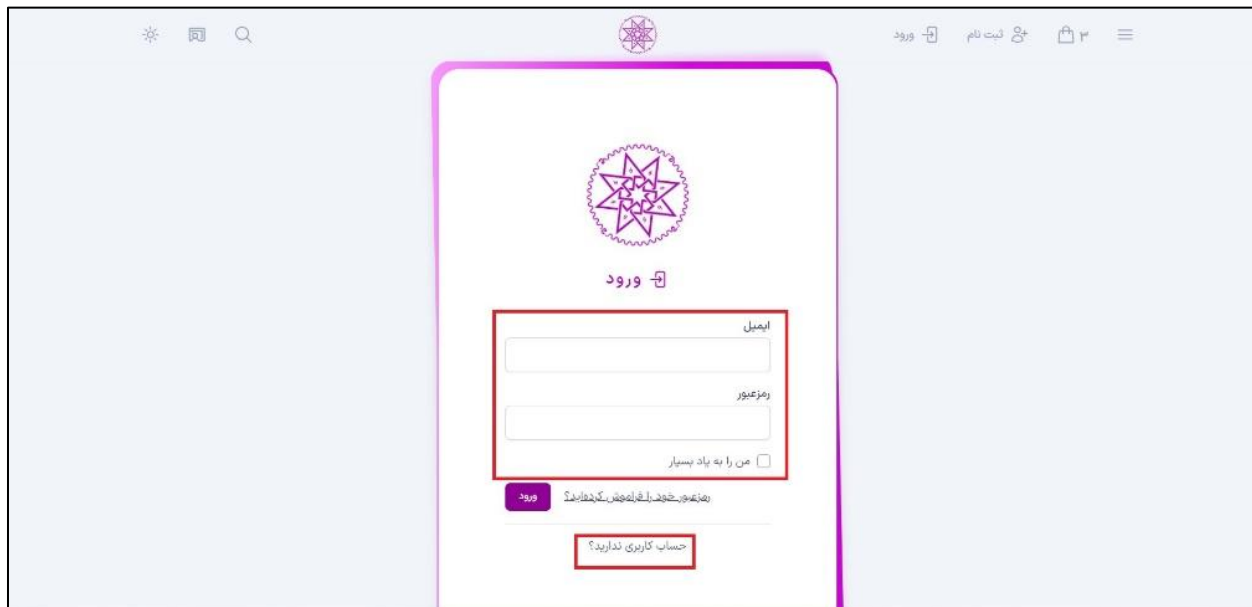 ۳ ثبت نام ورود
ورود
ایمیل
رمزعبور
من را به یاد بسپار
رمزعبور خود را فراموش کرده‌اید؟ ورود
حساب کاربری ندارید؟